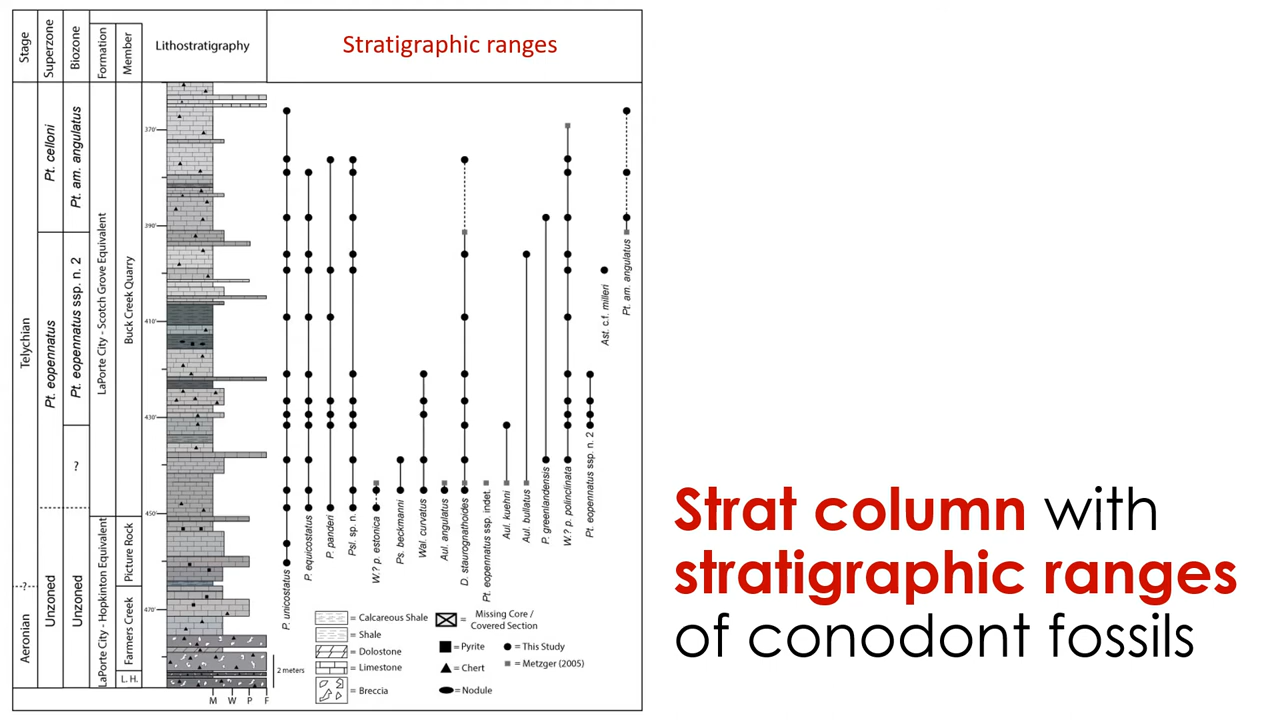 Stage
Superzone
Biozone
Formation
Member
Lithostratigraphy
Stratigraphic ranges
Telychian
Aeronian
-?-
Pt. celloni
Pt. eopennatus
Unzoned
Pt. am. angulatus
Pt. eopennatus ssp. n. 2
?
Unzoned
LaPorte City - Scotch Grove Equivalent
LaPorte City - Hopkinton Equivalent
Buck Creek Quarry
Picture Rock
Farmers Creek
L. H.
370'
390'
410'
430'
450'
470'
M W P F
2 meters
P. unicostatus
P. equicostatus
P. panderi
Psl. sp n.
W.? p. estonica
Ps. beckmanni
Wal. curvatus
Aul. angulatus
D. staurognathoides
Pt. eopennatus ssp. indet.
Aul. kuehni
Aul. bullatus
P. greenlandensis
W.? p. polinclinata
Pt. eopennatus ssp. n. 2
Ast. c.f. milleri
Pt. am. angulatus
= Calcareous Shale
= Shale
= Dolostone
= Limestone
= Breccia
= Missing Core /
Covered Section
= Pyrite
= Chert
= Nodule
= This Study
= Metzger (2005)
Strat column with
stratigraphic ranges
of conodont fossils